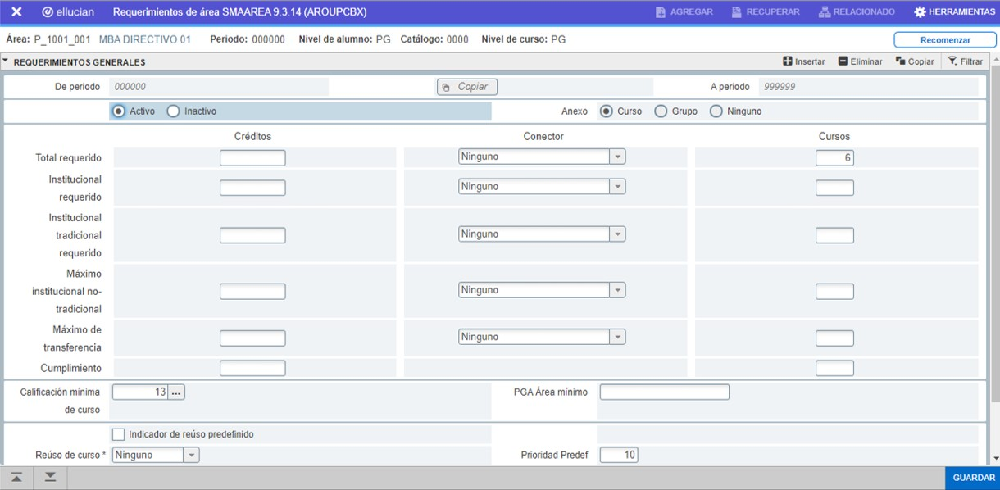 ellucian Requerimientos de área SMAAREA 9.3.14 (AROUPCBX) AGREGAR RECUPERAR RELACIONADO HERRAMIENTAS
Área: P_1001_001 MBA DIRECTIVO 01 Periodo: 000000 Nivel de alumno: PG Catálogo: 0000 Nivel de curso: PG Recomenzar
REQUERIMIENTOS GENERALES Insertar Eliminar Copiar Filtrar
De periodo 000000 Copiar A periodo 999999
Activo Inactivo Anexo Curso Grupo Ninguno
Créditos Conector Cursos
Total requerido Ninguno 6
Institucional
requerido Ninguno
Institucional
tradicional Ninguno
requerido
Máximo
institucional no- Ninguno
tradicional
Máximo de Ninguno
transferencia
Cumplimiento
Calificación mínima 13 ... PGA Área mínimo
de curso
Indicador de reúso predefinido
Reúso de curso * Ninguno Prioridad Predef 10
GUARDAR